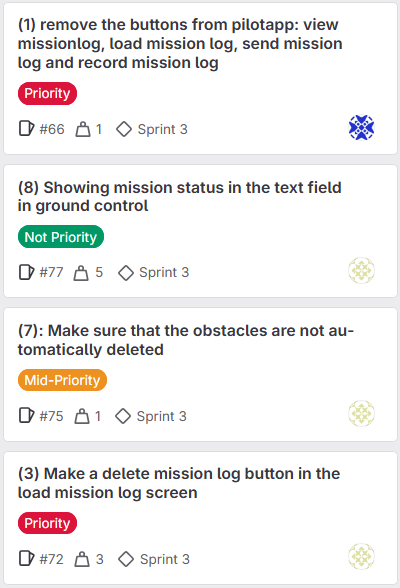 (1) remove the buttons from pilotapp: view
missionlog, load mission log, send mission
log and record mission log
Priority
#66 1 Sprint 3
(8) Showing mission status in the text field
in ground control
Not Priority
#77 5 Sprint 3
(7): Make sure that the obstacles are not au-
tomatically deleted
Mid-Priority
#75 1 Sprint 3
(3) Make a delete mission log button in the
load mission log screen
Priority
#72 3 Sprint 3